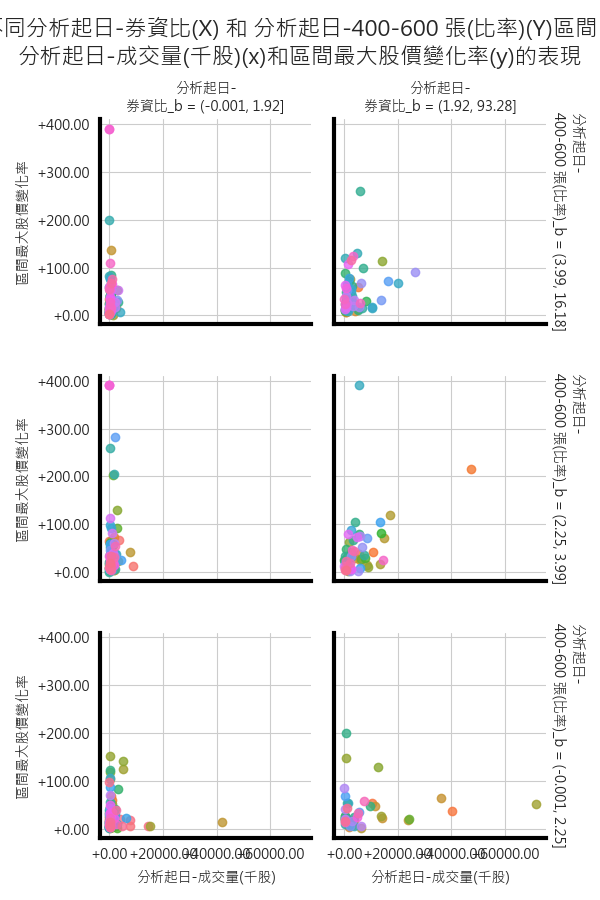 同分析起日-券資比(X) 和 分析起日-400-600 張(比率)(Y)區間
分析起日-成交量(千股)(x)和區間最大股價變化率(y)的表現
分析起日-
券資比_b = (-0.001, 1.92]
分析起日-
券資比_b = (1.92, 93.28]
+400.00
+300.00
+200.00
+100.00
+0.00
區間最大股價變化率
分析起日-
400-600 張(比率)_b = (3.99, 16.18]
+400.00
+300.00
+200.00
+100.00
+0.00
區間最大股價變化率
分析起日-
400-600 張(比率)_b = (2.25, 3.99]
+400.00
+300.00
+200.00
+100.00
+0.00
區間最大股價變化率
分析起日-
400-600 張(比率)_b = (-0.001, 2.25]
+0.00 +20000.00 +40000.00 +60000.00
+0.00 +20000.00 +40000.00 +60000.00
分析起日-成交量(千股)
分析起日-成交量(千股)